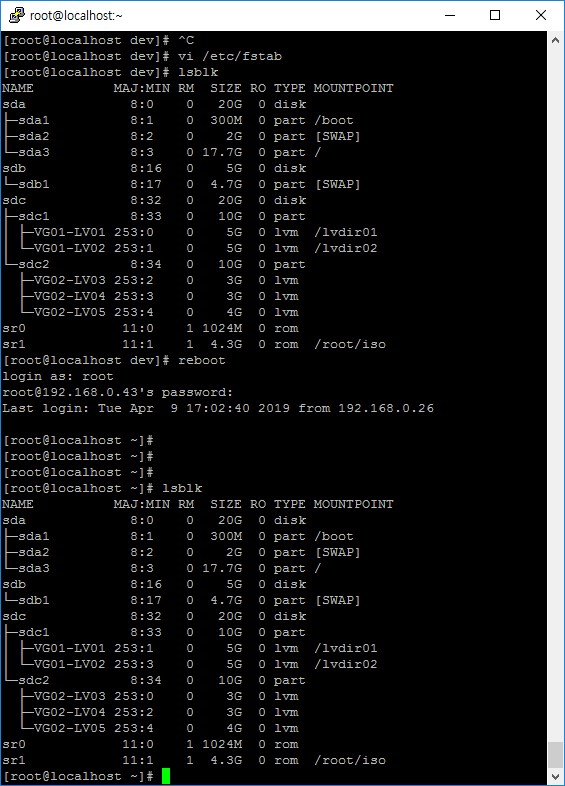 root@localhost:~
[root@localhost dev]# ^C
[root@localhost dev]# vi /etc/fstab
[root@localhost dev]# lsblk
NAME          MAJ:MIN RM  SIZE RO TYPE MOUNTPOINT
sda             8:0    0   20G  0 disk
├─sda1          8:1    0  300M  0 part /boot
├─sda2          8:2    0    2G  0 part [SWAP]
└─sda3          8:3    0 17.7G  0 part /
sdb             8:16   0    5G  0 disk
└─sdb1          8:17   0  4.7G  0 part [SWAP]
sdc             8:32   0   20G  0 disk
├─sdc1          8:33   0   10G  0 part
│ ├─VG01-LV01 253:0    0    5G  0 lvm  /lvdir01
│ └─VG01-LV02 253:1    0    5G  0 lvm  /lvdir02
└─sdc2          8:34   0   10G  0 part
  ├─VG02-LV03 253:2    0    3G  0 lvm
  ├─VG02-LV04 253:3    0    3G  0 lvm
  └─VG02-LV05 253:4    0    4G  0 lvm
sr0            11:0    1 1024M  0 rom
sr1            11:1    1  4.3G  0 rom  /root/iso
[root@localhost dev]# reboot
login as: root
root@192.168.0.43's password:
Last login: Tue Apr  9 17:02:40 2019 from 192.168.0.26
[root@localhost ~]#
[root@localhost ~]#
[root@localhost ~]#
[root@localhost ~]# lsblk
NAME          MAJ:MIN RM  SIZE RO TYPE MOUNTPOINT
sda             8:0    0   20G  0 disk
├─sda1          8:1    0  300M  0 part /boot
├─sda2          8:2    0    2G  0 part [SWAP]
└─sda3          8:3    0 17.7G  0 part /
sdb             8:16   0    5G  0 disk
└─sdb1          8:17   0  4.7G  0 part [SWAP]
sdc             8:32   0   20G  0 disk
├─sdc1          8:33   0   10G  0 part
│ ├─VG01-LV01 253:1    0    5G  0 lvm  /lvdir01
│ └─VG01-LV02 253:3    0    5G  0 lvm  /lvdir02
└─sdc2          8:34   0   10G  0 part
  ├─VG02-LV03 253:0    0    3G  0 lvm
  ├─VG02-LV04 253:2    0    3G  0 lvm
  └─VG02-LV05 253:4    0    4G  0 lvm
sr0            11:0    1 1024M  0 rom
sr1            11:1    1  4.3G  0 rom  /root/iso
[root@localhost ~]#